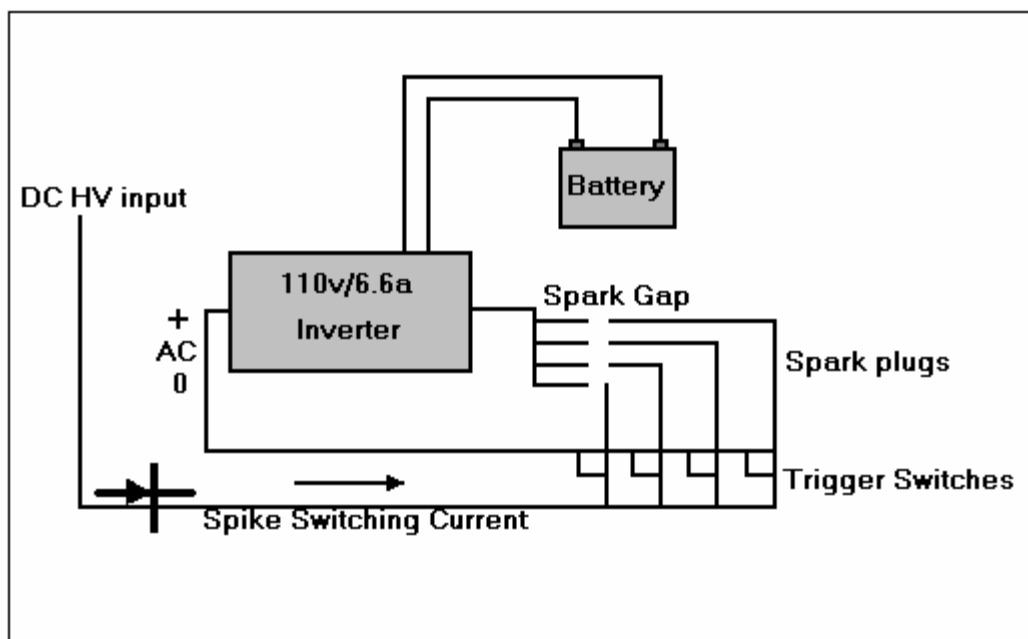 Battery
DC HV input
110v/6.6a
Inverter
Spark Gap
+
AC
0
Spark plugs
Trigger Switches
Spike Switching Current